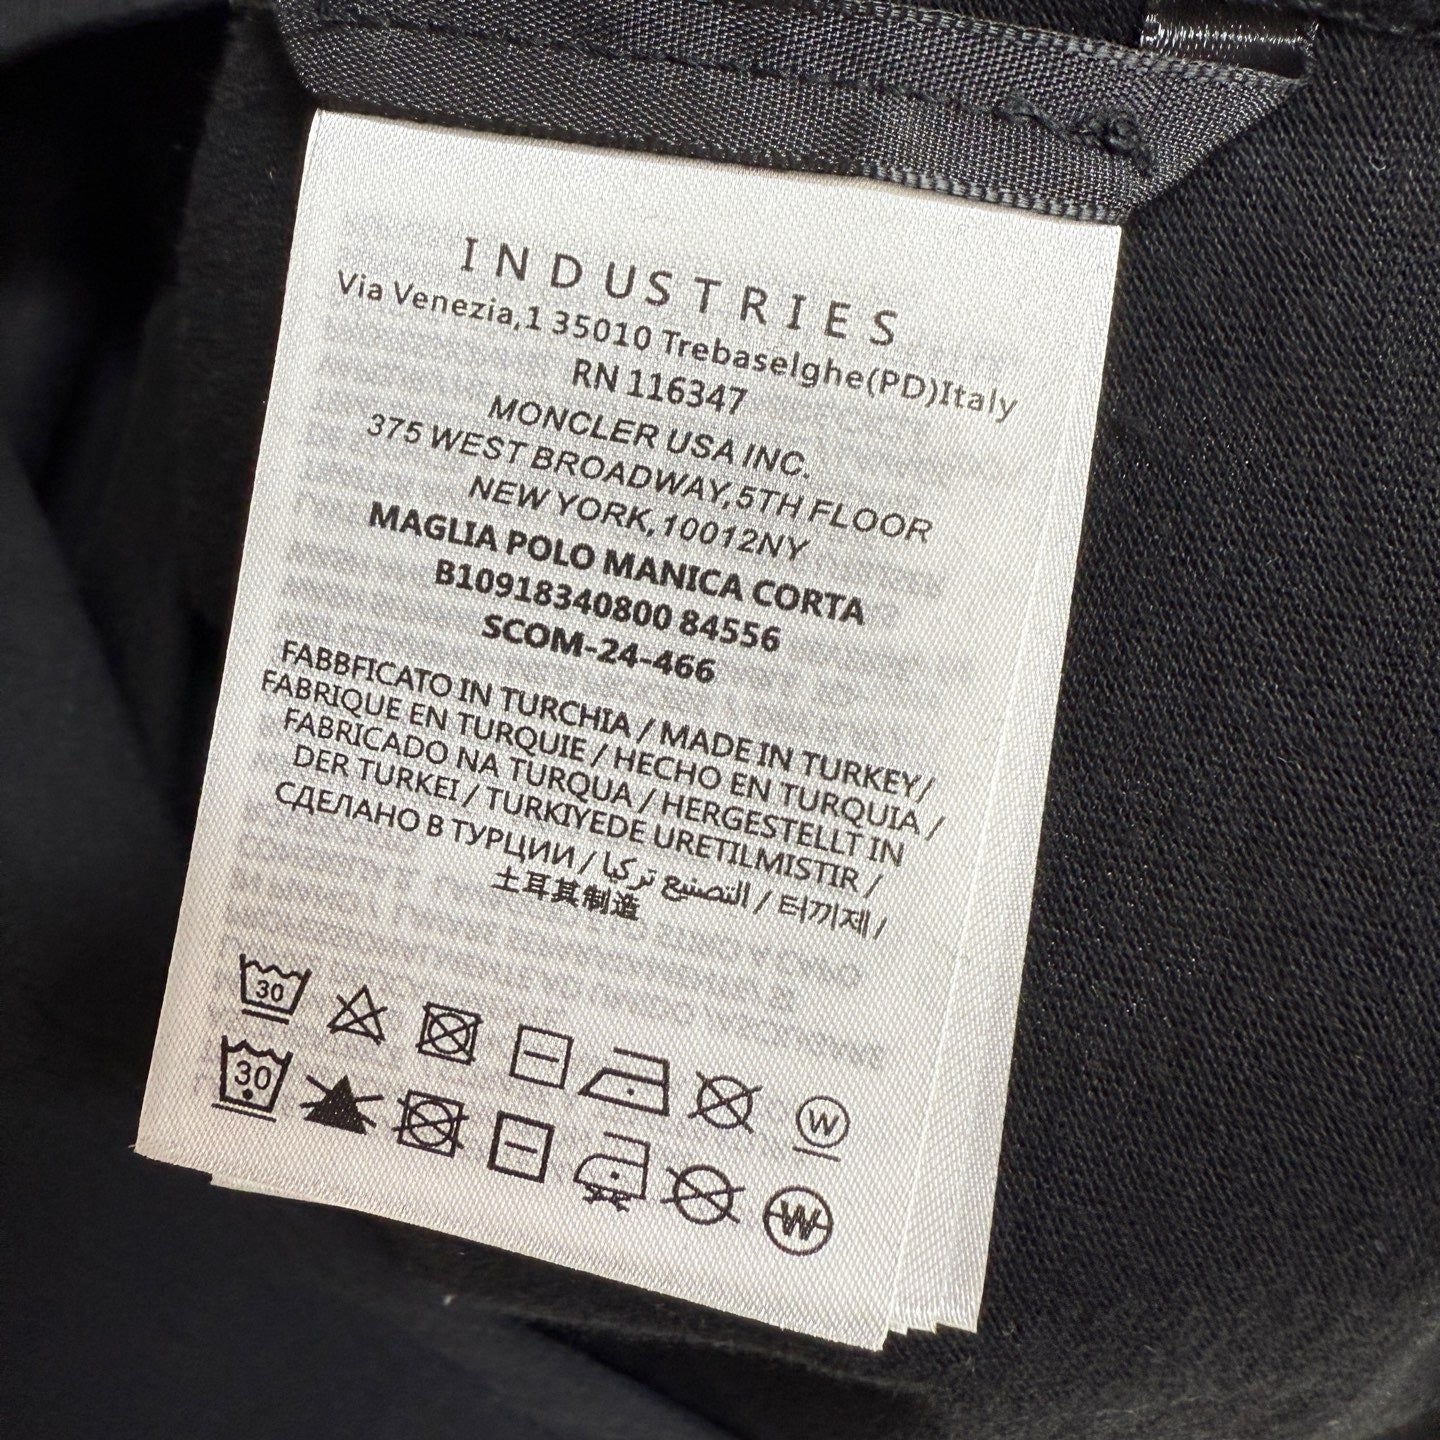 INDUSTRIES
Via Venezia,1 35010 Trebaselghe(PD)Italy
RN 116347
MONCLER USA INC.
375 WEST BROADWAY,5TH FLOOR
NEW YORK,10012NY
MAGLIA POLO MANICA CORTA
B10918340800 84556
SCOM-24-466
FABBFICATO IN TURCHIA / MADE IN TURKEY/
FABRIQUE EN TURQUIE / HECHO EN TURQUIA /
FABRICADO NA TURQUA / HERGESTELLT IN
DER TURKEI / TURKIYEDE URETILMISTIR /
СДЕЛАНО В ТУРЦИИ / التصنيع تركيا / 터끼제 /
土耳其制造
30
W
30
W